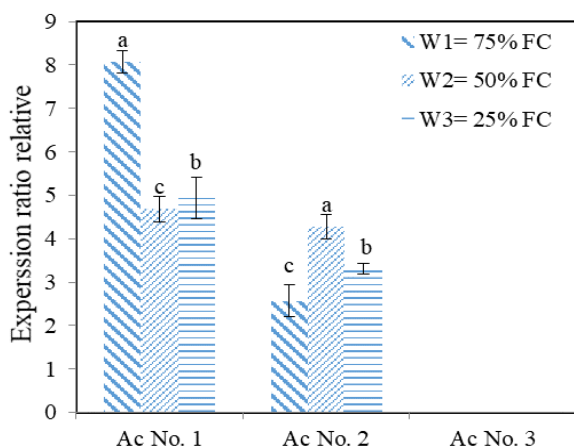 Experssion ratio relative
9
8
7
6
5
4
3
2
1
0
a
c
b
c
a
b
W1= 75% FC
W2= 50% FC
W3= 25% FC
Ac No. 1
Ac No. 2
Ac No. 3